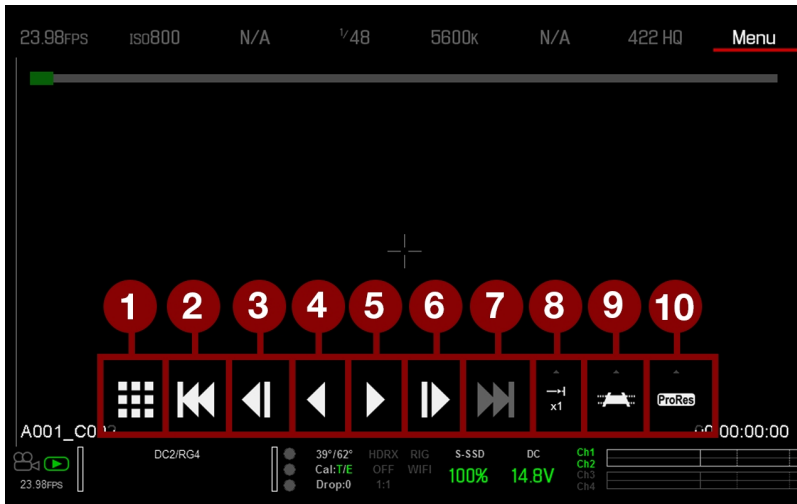 23.98FPS ISO800 N/A 1/48 5600K N/A 422 HQ Menu
1 2 3 4 5 6 7 8 9 10
x1 ProRes
00:00:00
DC2/RG4 39°/62° HDRX RIG S-SSD DC Ch1
Cal:T/E OFF WIFI 100% 14.8V Ch2
23.98FPS Drop:0 1:1 Ch3
Ch4